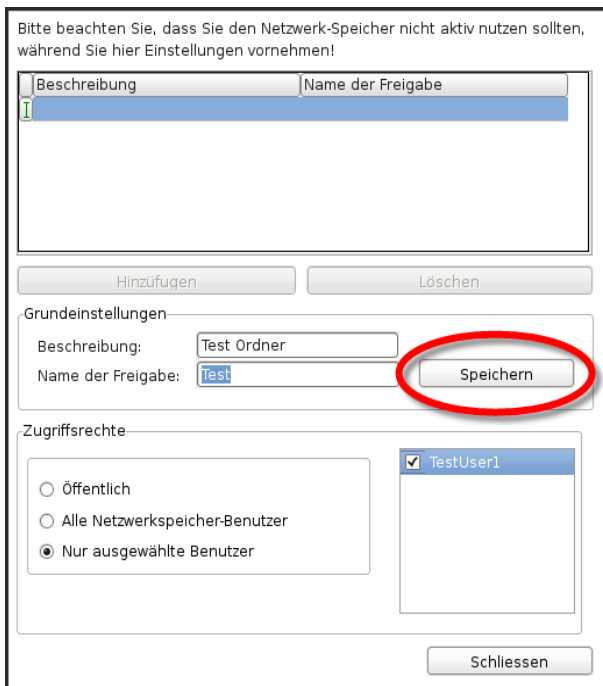 Bitte beachten Sie, dass Sie den Netzwerk-Speicher nicht aktiv nutzen sollten,
während Sie hier Einstellungen vornehmen!
Beschreibung Name der Freigabe
Hinzufügen Löschen
Grundeinstellungen
Beschreibung: Test Ordner
Name der Freigabe: Test Speichern
Zugriffsrechte
TestUser1
Öffentlich
Alle Netzwerkspeicher-Benutzer
Nur ausgewählte Benutzer
Schliessen